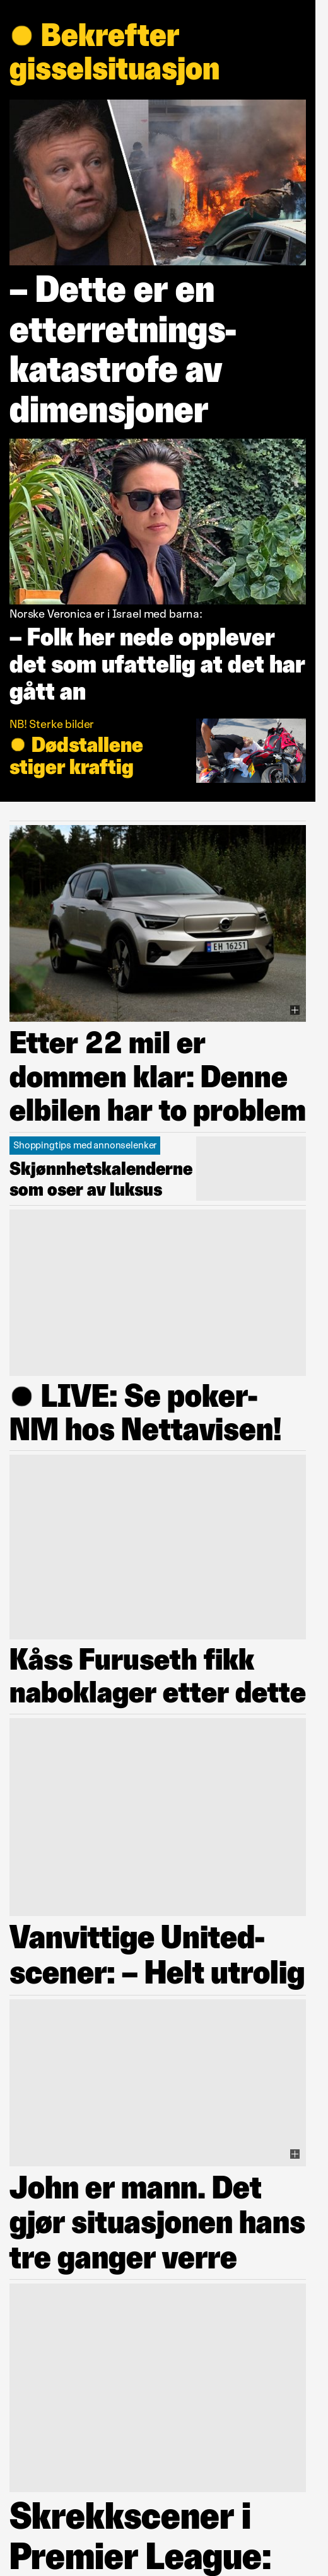 Bekrefter
gisselsituasjon
– Dette er en
etterretnings-
katastrofe av
dimensjoner
Norske Veronica er i Israel med barna:
– Folk her nede opplever
det som ufattelig at det har
gått an
NB! Sterke bilder
Dødstallene
stiger kraftig
EH 16251
Etter 22 mil er
dommen klar: Denne
elbilen har to problem
Shoppingtips med annonselenker
Skjønnhetskalenderne
som oser av luksus
LIVE: Se poker-
NM hos Nettavisen!
Kåss Furuseth fikk
naboklager etter dette
Vanvittige United-
scener: – Helt utrolig
John er mann. Det
gjør situasjonen hans
tre ganger verre
Skrekkscener i
Premier League: